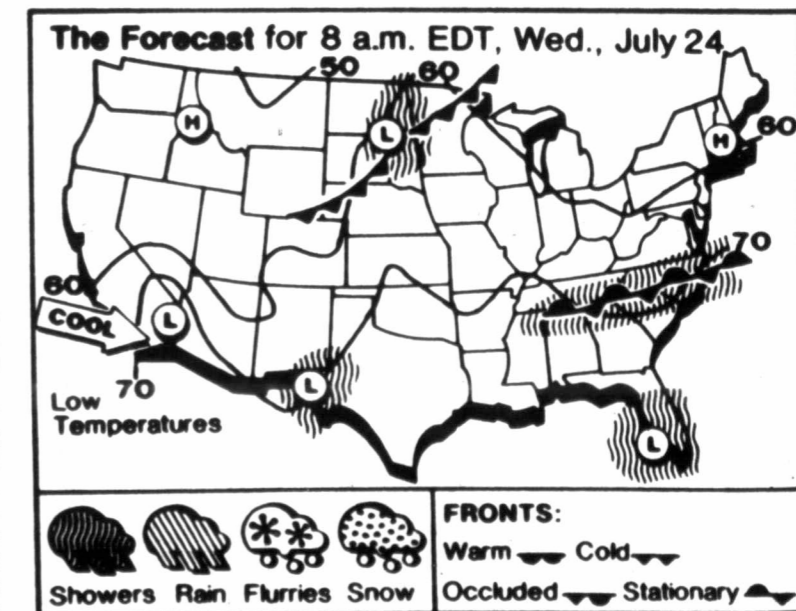 The Forecast for 8 a.m. EDT, Wed., July 24
50 60
H
L
H
60
70
60
COOL
L
L
70
Low
Temperatures
L
FRONTS:
Warm Cold
Showers Rain Flurries Snow
Occluded Stationary